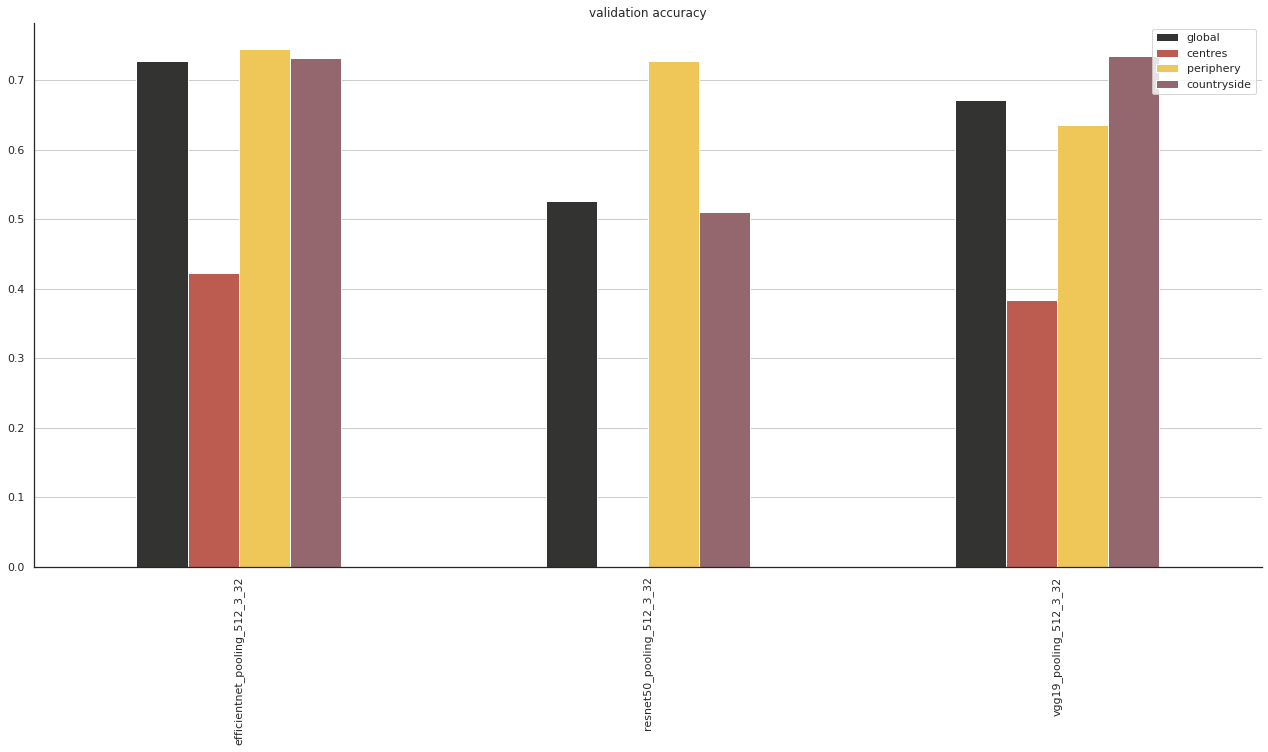 validation accuracy
global
centres
periphery
countryside
0.7
0.6
0.5
0.4
0.3
0.2
0.1
0.0
efficientnet_pooling_512_3_32
resnet50_pooling_512_3_32
vgg19_pooling_512_3_32